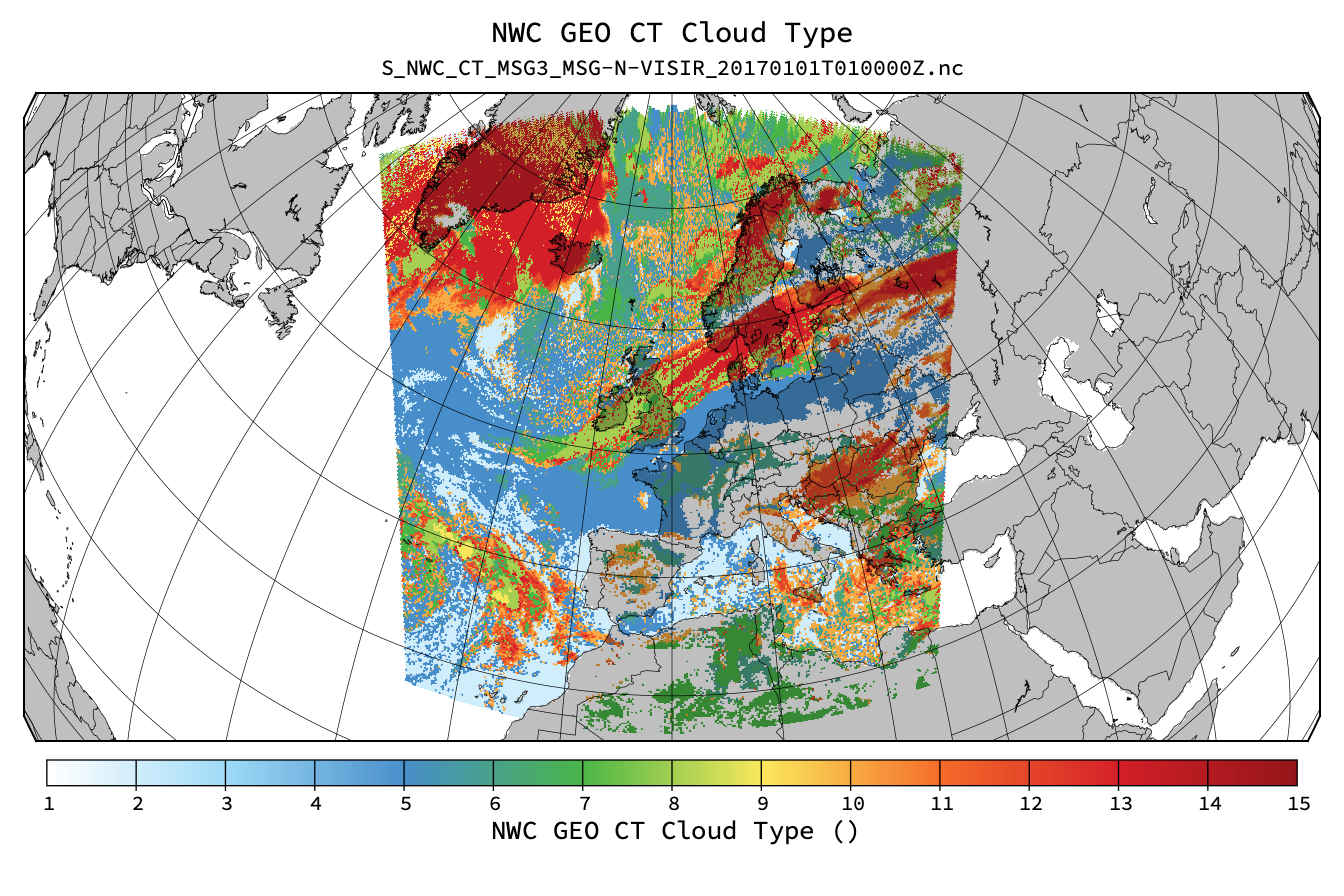 NWC GEO CT Cloud Type
S_NWC_CT_MSG3_MSG-N-VISIR_20170101T010000Z.nc
1 2 3 4 5 6 7 8 9 10 11 12 13 14 15
NWC GEO CT Cloud Type ()